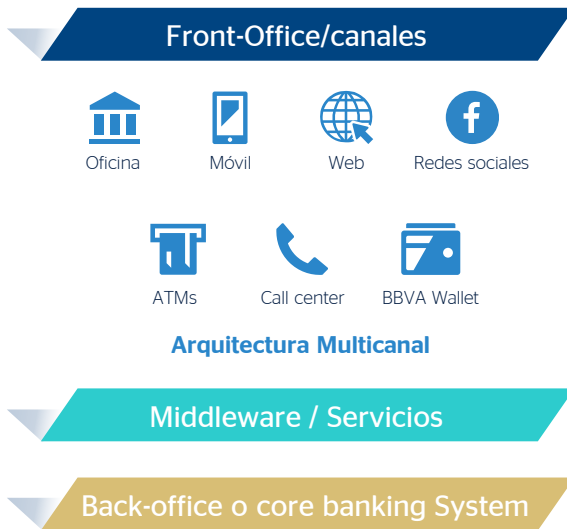 Front-Office/canales
Oficina
Móvil
Web
Redes sociales
ATMs
Call center
BBVA Wallet
Arquitectura Multicanal
Middleware / Servicios
Back-office o core banking System